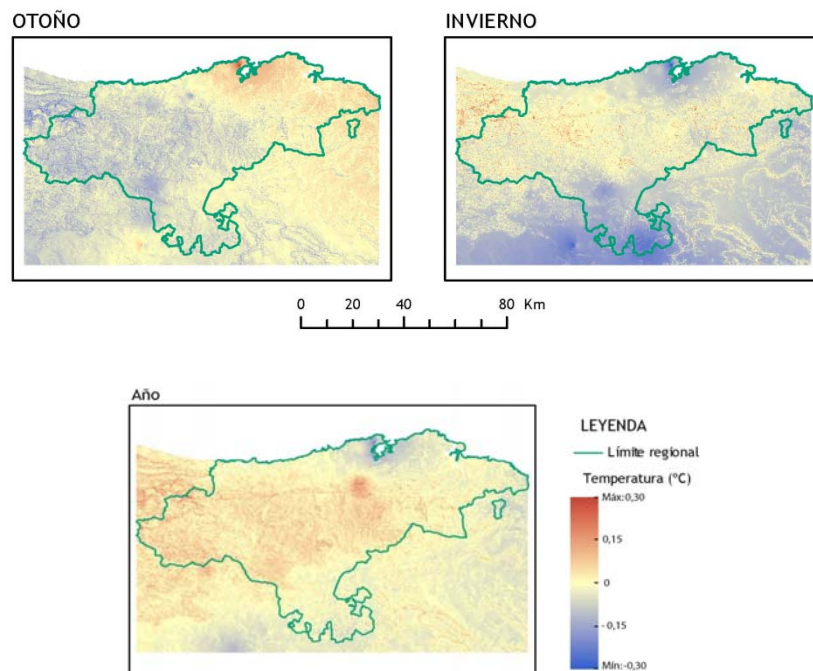 OTOÑO
INVIERNO
0 20 40 80 Km
Año
LEYENDA
Límite regional
Temperatura (°C)
Máx:0,30
0,15
0
-0,15
Mín:-0,30